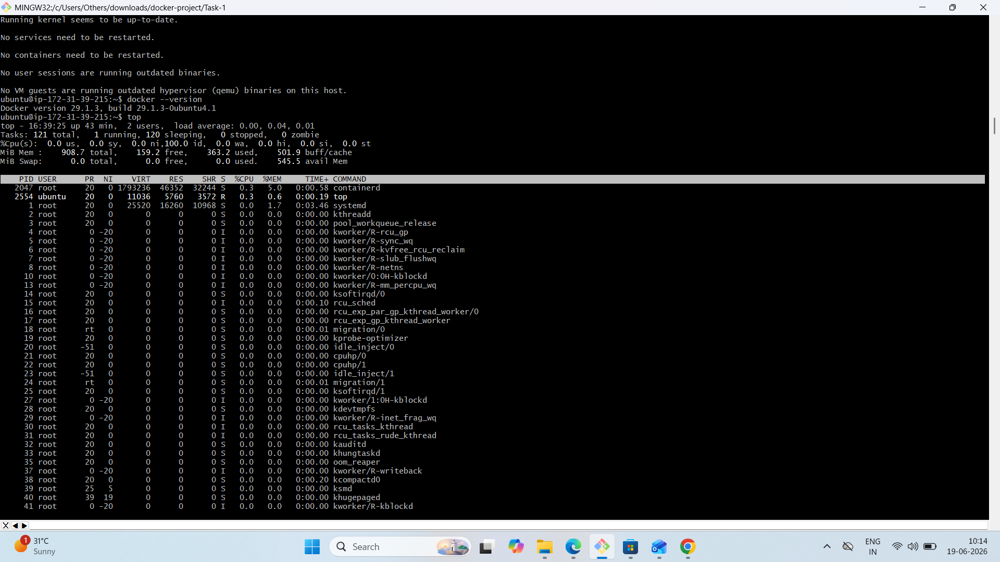 MINGW32:/c/Users/Others/downloads/docker-project/Task-1
Running kernel seems to be up-to-date.
No services need to be restarted.
No containers need to be restarted.
No user sessions are running outdated binaries.
No VM guests are running outdated hypervisor (qemu) binaries on this host.
ubuntu@ip-172-31-39-215:~$ docker --version
Docker version 29.1.3, build 29.1.3-0ubuntu4.1
ubuntu@ip-172-31-39-215:~$ top
top - 16:39:25 up 43 min,  2 users,  load average: 0.00, 0.04, 0.01
Tasks: 121 total,   1 running, 120 sleeping,   0 stopped,   0 zombie
%Cpu(s):  0.0 us,  0.0 sy,  0.0 ni,100.0 id,  0.0 wa,  0.0 hi,  0.0 si,  0.0 st
MiB Mem :    908.7 total,    159.2 free,    363.2 used,    501.9 buff/cache
MiB Swap:      0.0 total,      0.0 free,      0.0 used.    545.5 avail Mem
PID USER      PR  NI    VIRT    RES    SHR S  %CPU  %MEM     TIME+ COMMAND
2047 root      20   0 1793236  46352  32244 S   0.3   5.0   0:00.58 containerd
2554 ubuntu    20   0   11036   5760   3572 R   0.3   0.6   0:00.19 top
1 root      20   0   25520  16260  10968 S   0.0   1.7   0:03.46 systemd
2 root      20   0       0      0      0 S   0.0   0.0   0:00.00 kthreadd
3 root      20   0       0      0      0 S   0.0   0.0   0:00.00 pool_workqueue_release
4 root       0 -20       0      0      0 I   0.0   0.0   0:00.00 kworker/R-rcu_gp
5 root       0 -20       0      0      0 I   0.0   0.0   0:00.00 kworker/R-sync_wq
6 root       0 -20       0      0      0 I   0.0   0.0   0:00.00 kworker/R-kvfree_rcu_reclaim
7 root       0 -20       0      0      0 I   0.0   0.0   0:00.00 kworker/R-slub_flushwq
8 root       0 -20       0      0      0 I   0.0   0.0   0:00.00 kworker/R-netns
10 root       0 -20       0      0      0 I   0.0   0.0   0:00.00 kworker/0:0H-kblockd
13 root       0 -20       0      0      0 I   0.0   0.0   0:00.00 kworker/R-mm_percpu_wq
14 root      20   0       0      0      0 S   0.0   0.0   0:00.00 ksoftirqd/0
15 root      20   0       0      0      0 I   0.0   0.0   0:00.10 rcu_sched
16 root      20   0       0      0      0 S   0.0   0.0   0:00.00 rcu_exp_par_gp_kthread_worker/0
17 root      20   0       0      0      0 S   0.0   0.0   0:00.00 rcu_exp_gp_kthread_worker
18 root      rt   0       0      0      0 S   0.0   0.0   0:00.01 migration/0
19 root      20   0       0      0      0 S   0.0   0.0   0:00.00 kprobe-optimizer
20 root     -51   0       0      0      0 S   0.0   0.0   0:00.00 idle_inject/0
21 root      20   0       0      0      0 S   0.0   0.0   0:00.00 cpuhp/0
22 root      20   0       0      0      0 S   0.0   0.0   0:00.00 cpuhp/1
23 root     -51   0       0      0      0 S   0.0   0.0   0:00.00 idle_inject/1
24 root      rt   0       0      0      0 S   0.0   0.0   0:00.01 migration/1
25 root      20   0       0      0      0 S   0.0   0.0   0:00.00 ksoftirqd/1
27 root       0 -20       0      0      0 I   0.0   0.0   0:00.00 kworker/1:0H-kblockd
28 root      20   0       0      0      0 S   0.0   0.0   0:00.00 kdevtmpfs
29 root       0 -20       0      0      0 I   0.0   0.0   0:00.00 kworker/R-inet_frag_wq
30 root      20   0       0      0      0 I   0.0   0.0   0:00.00 rcu_tasks_kthread
31 root      20   0       0      0      0 I   0.0   0.0   0:00.00 rcu_tasks_rude_kthread
32 root      20   0       0      0      0 S   0.0   0.0   0:00.00 kauditd
33 root      20   0       0      0      0 S   0.0   0.0   0:00.00 khungtaskd
35 root      20   0       0      0      0 S   0.0   0.0   0:00.00 oom_reaper
37 root       0 -20       0      0      0 I   0.0   0.0   0:00.00 kworker/R-writeback
38 root      20   0       0      0      0 S   0.0   0.0   0:00.20 kcompactd0
39 root      25   5       0      0      0 S   0.0   0.0   0:00.00 ksmd
40 root      39  19       0      0      0 S   0.0   0.0   0:00.00 khugepaged
41 root       0 -20       0      0      0 I   0.0   0.0   0:00.00 kworker/R-kblockd
1
31°C
Sunny
Search
ENG
IN
10:14
19-06-2026